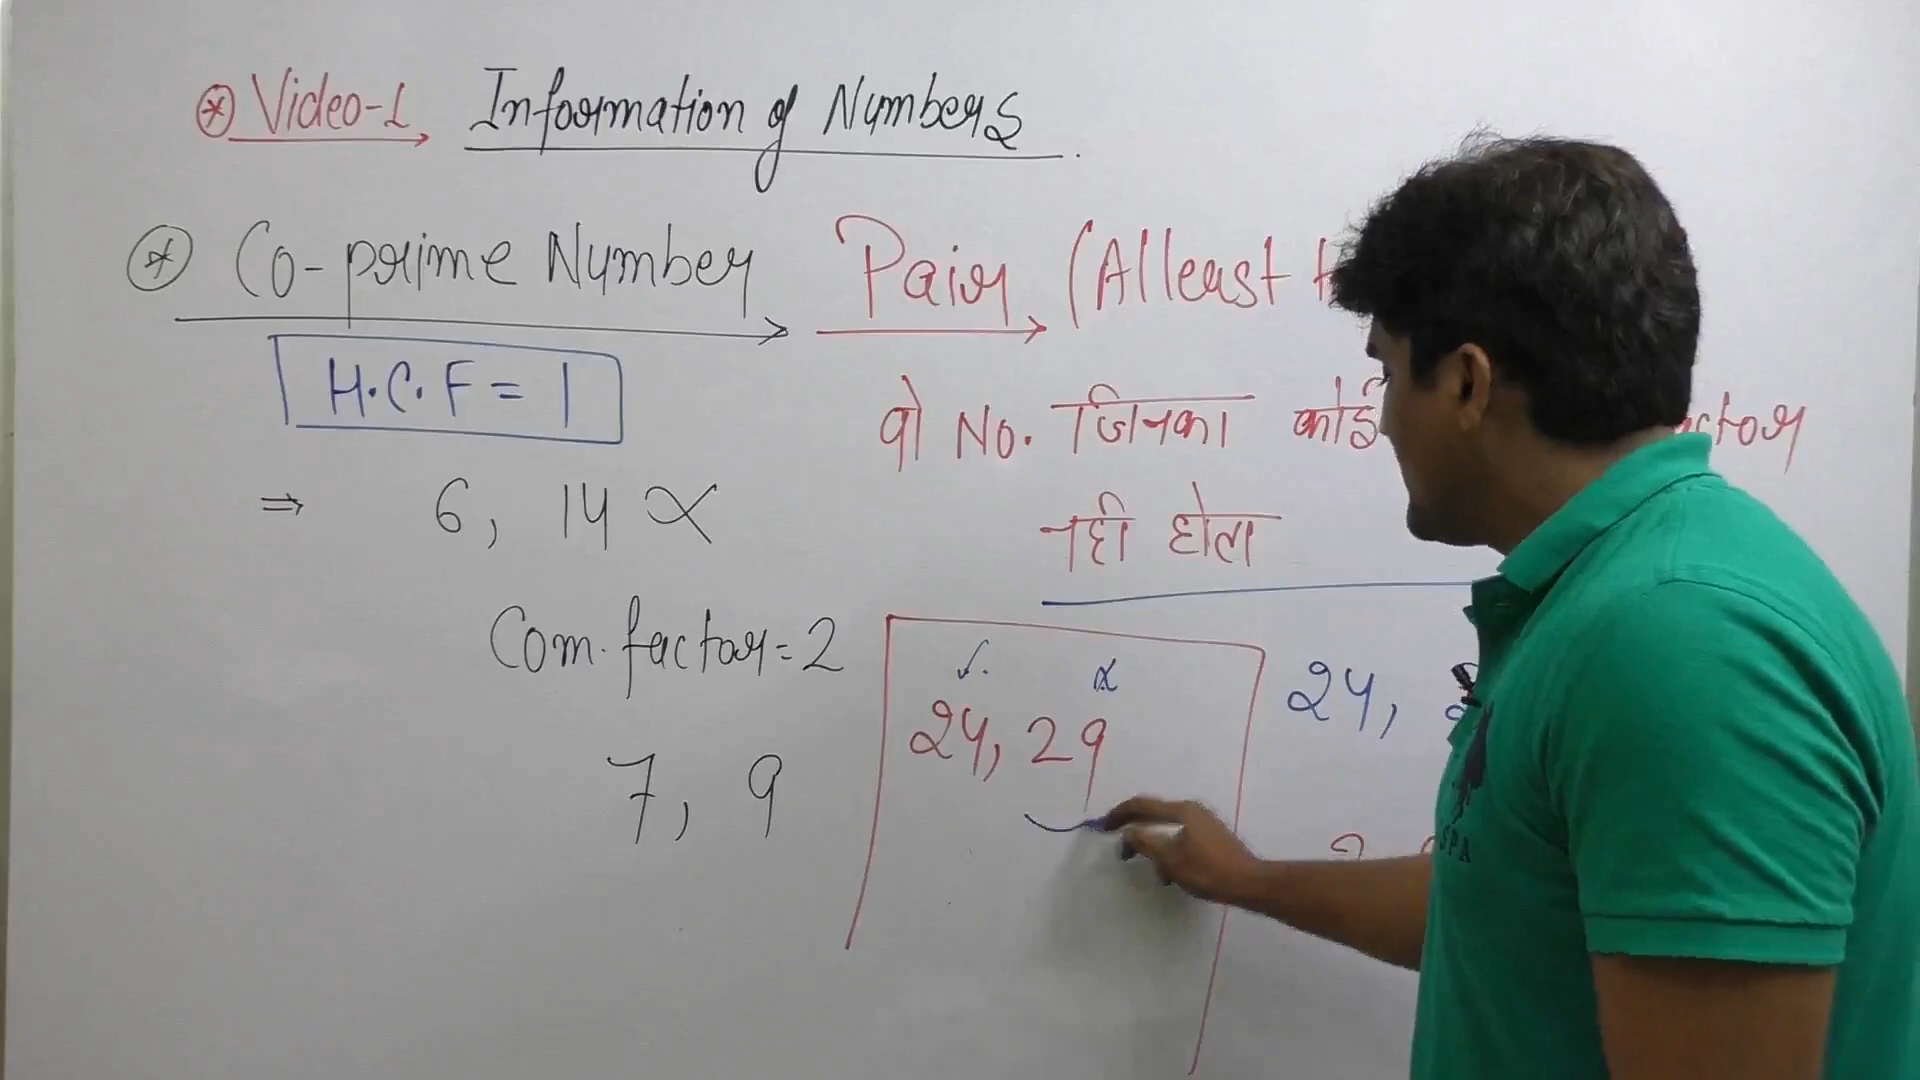 ⊛ Video-1 Information of Numbers.
⊛ Co-prime Number → Pair (Atleast
H.C.F = 1
वो No. जिनका कोई
नही होता
⇒ 6, 14 ×
Com. factor = 2
7, 9
✓. ×
24, 29
24,